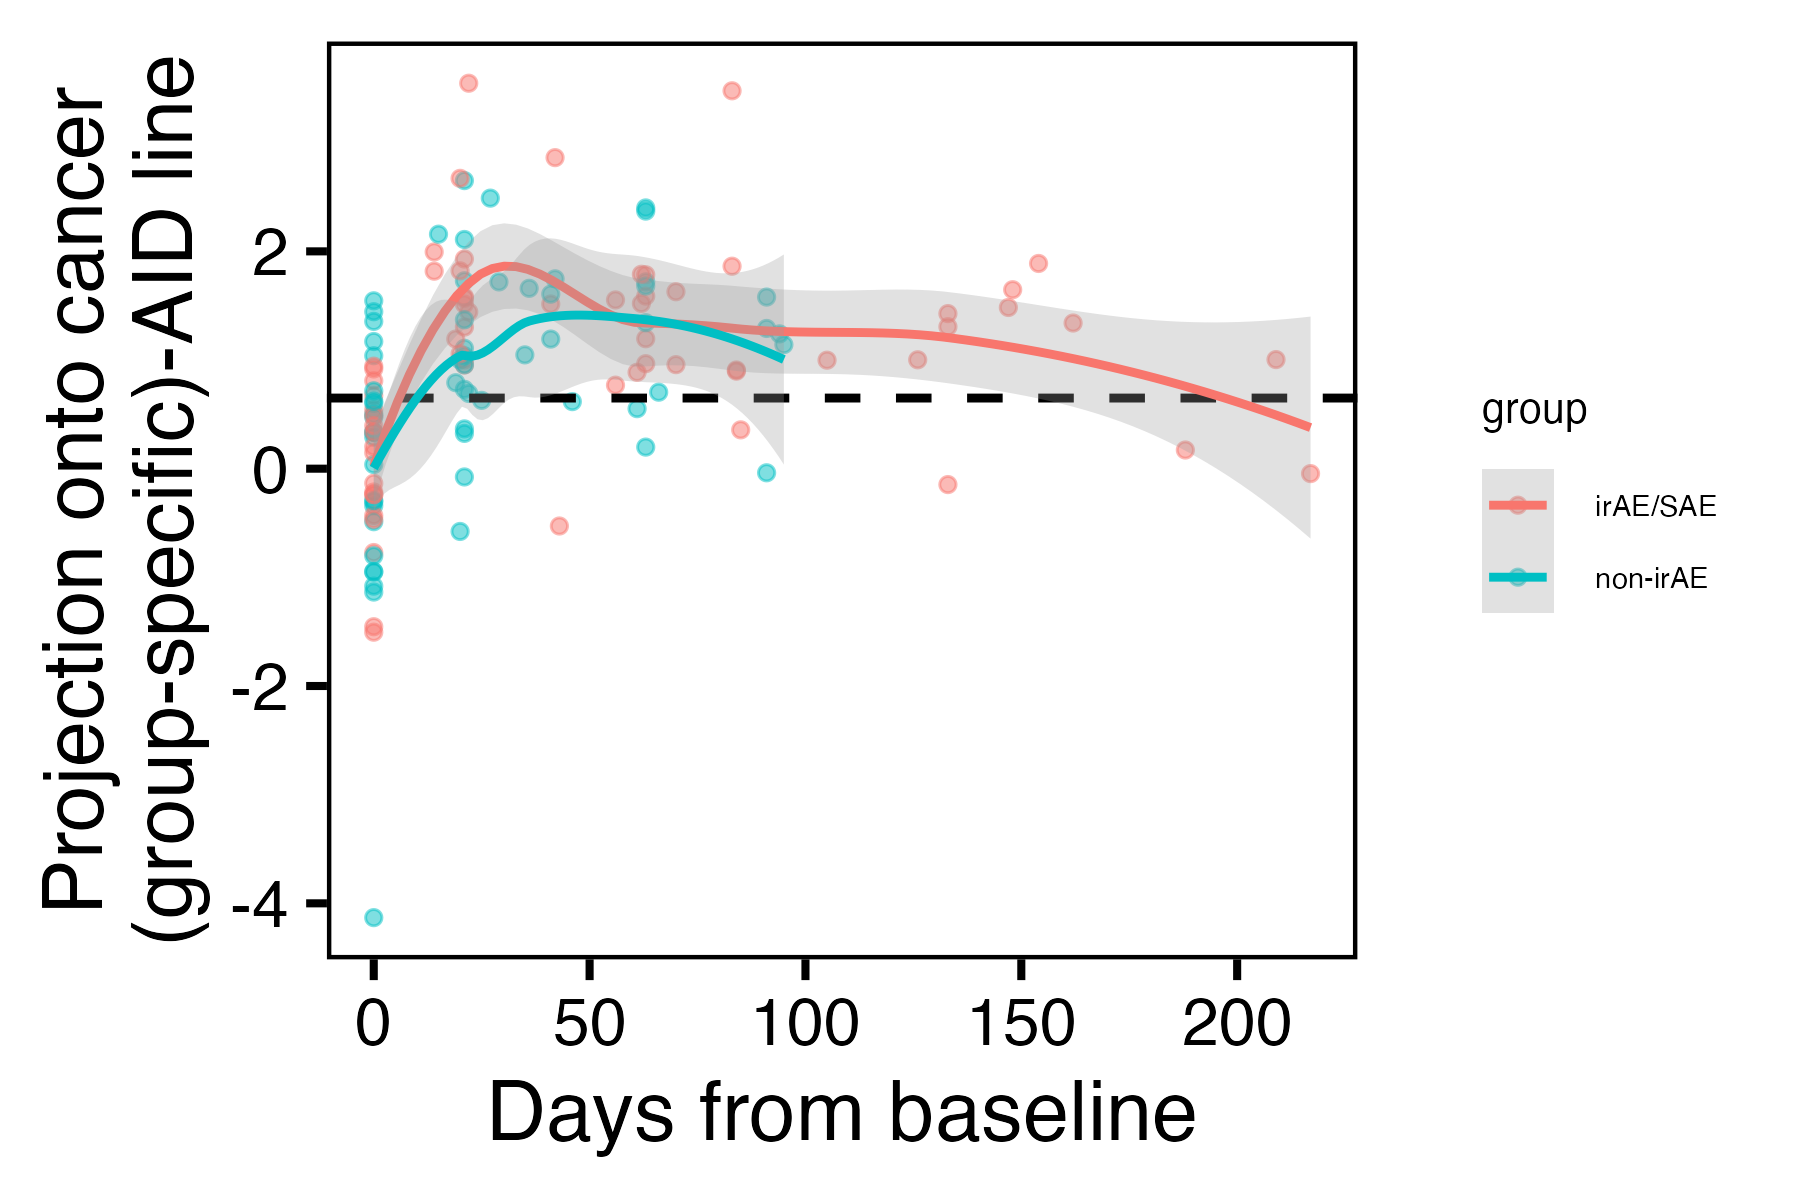 Projection onto cancer
(group-specific)-AID line
2
0
-2
-4
0 50 100 150 200
Days from baseline
group
irAE/SAE
non-irAE